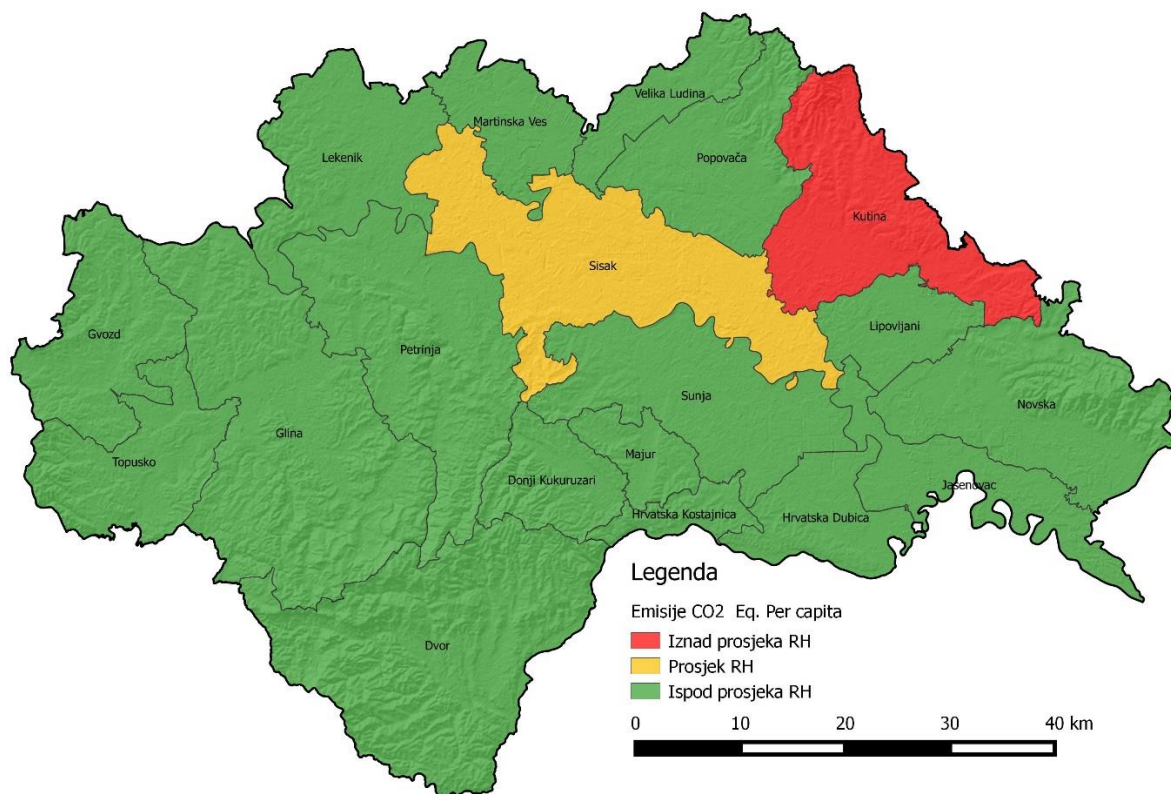 Velika Ludina
Martinska Ves
Lekenik
Popovača
Kutina
Sisak
Gvozd
Petrinja
Lipovljani
Sunja
Novska
Glina
Topusko
Majur
Donji Kukuruzari
Jasenovac
Hrvatska Kostajnica
Hrvatska Dubica
Dvor
Legenda
Emisije CO2 Eq. Per capita
Iznad prosjeka RH
Prosjek RH
Ispod prosjeka RH
0 10 20 30 40 km